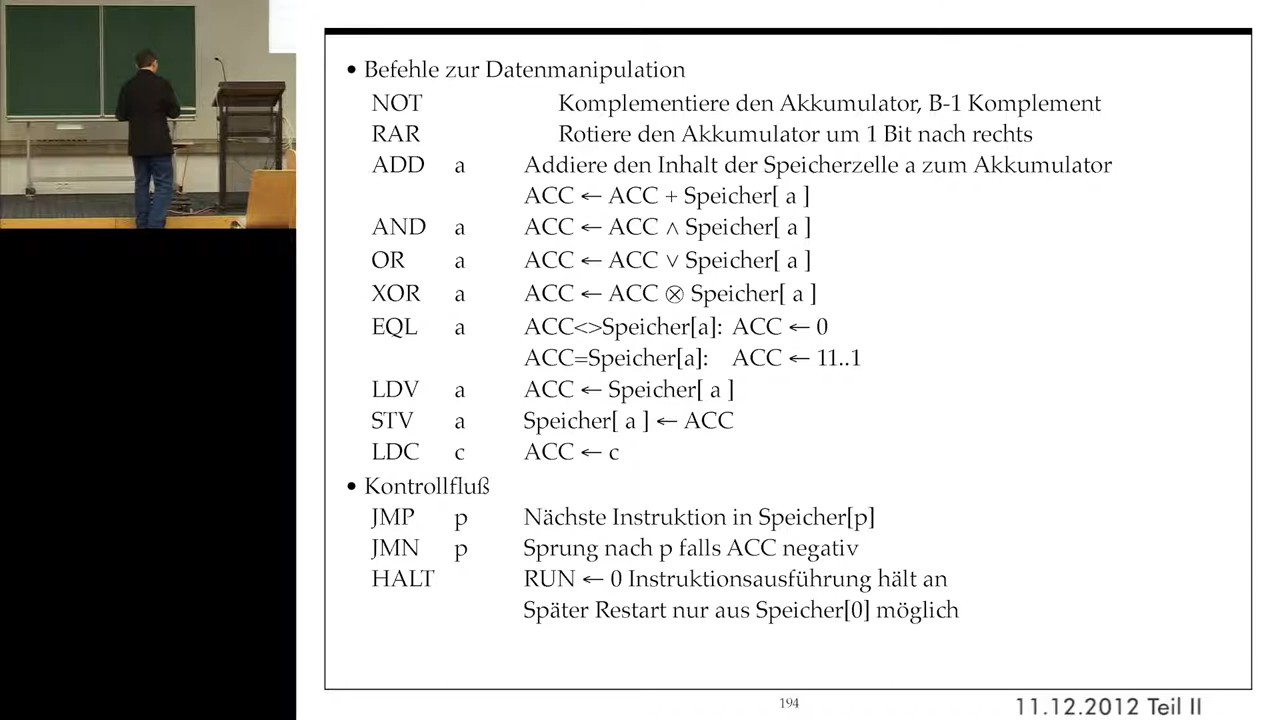 • Befehle zur Datenmanipulation
NOT Komplementiere den Akkumulator, B-1 Komplement
RAR Rotiere den Akkumulator um 1 Bit nach rechts
ADD a Addiere den Inhalt der Speicherzelle a zum Akkumulator
ACC ← ACC + Speicher[ a ]
AND a ACC ← ACC ∧ Speicher[ a ]
OR a ACC ← ACC ∨ Speicher[ a ]
XOR a ACC ← ACC ⊗ Speicher[ a ]
EQL a ACC<>Speicher[a]: ACC ← 0
ACC=Speicher[a]: ACC ← 11..1
LDV a ACC ← Speicher[ a ]
STV a Speicher[ a ] ← ACC
LDC c ACC ← c
• Kontrollfluß
JMP p Nächste Instruktion in Speicher[p]
JMN p Sprung nach p falls ACC negativ
HALT RUN ← 0 Instruktionsausführung hält an
Später Restart nur aus Speicher[0] möglich
194
11.12.2012 Teil II